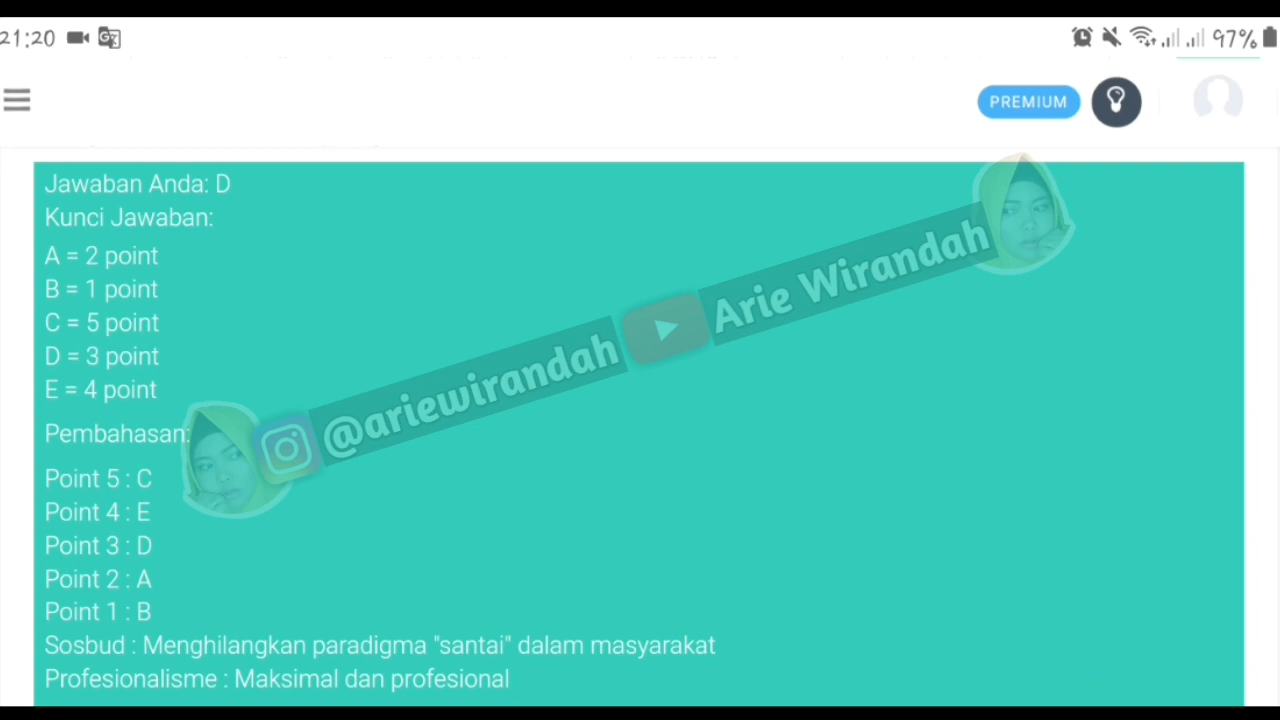 21:20
97%
PREMIUM
Jawaban Anda: D
Kunci Jawaban:
A = 2 point
B = 1 point
C = 5 point
D = 3 point
E = 4 point
Pembahasan:
Point 5 : C
Point 4 : E
Point 3 : D
Point 2 : A
Point 1 : B
Sosbud : Menghilangkan paradigma "santai" dalam masyarakat
Profesionalisme : Maksimal dan profesional
@ariewirandah
Arie Wirandah